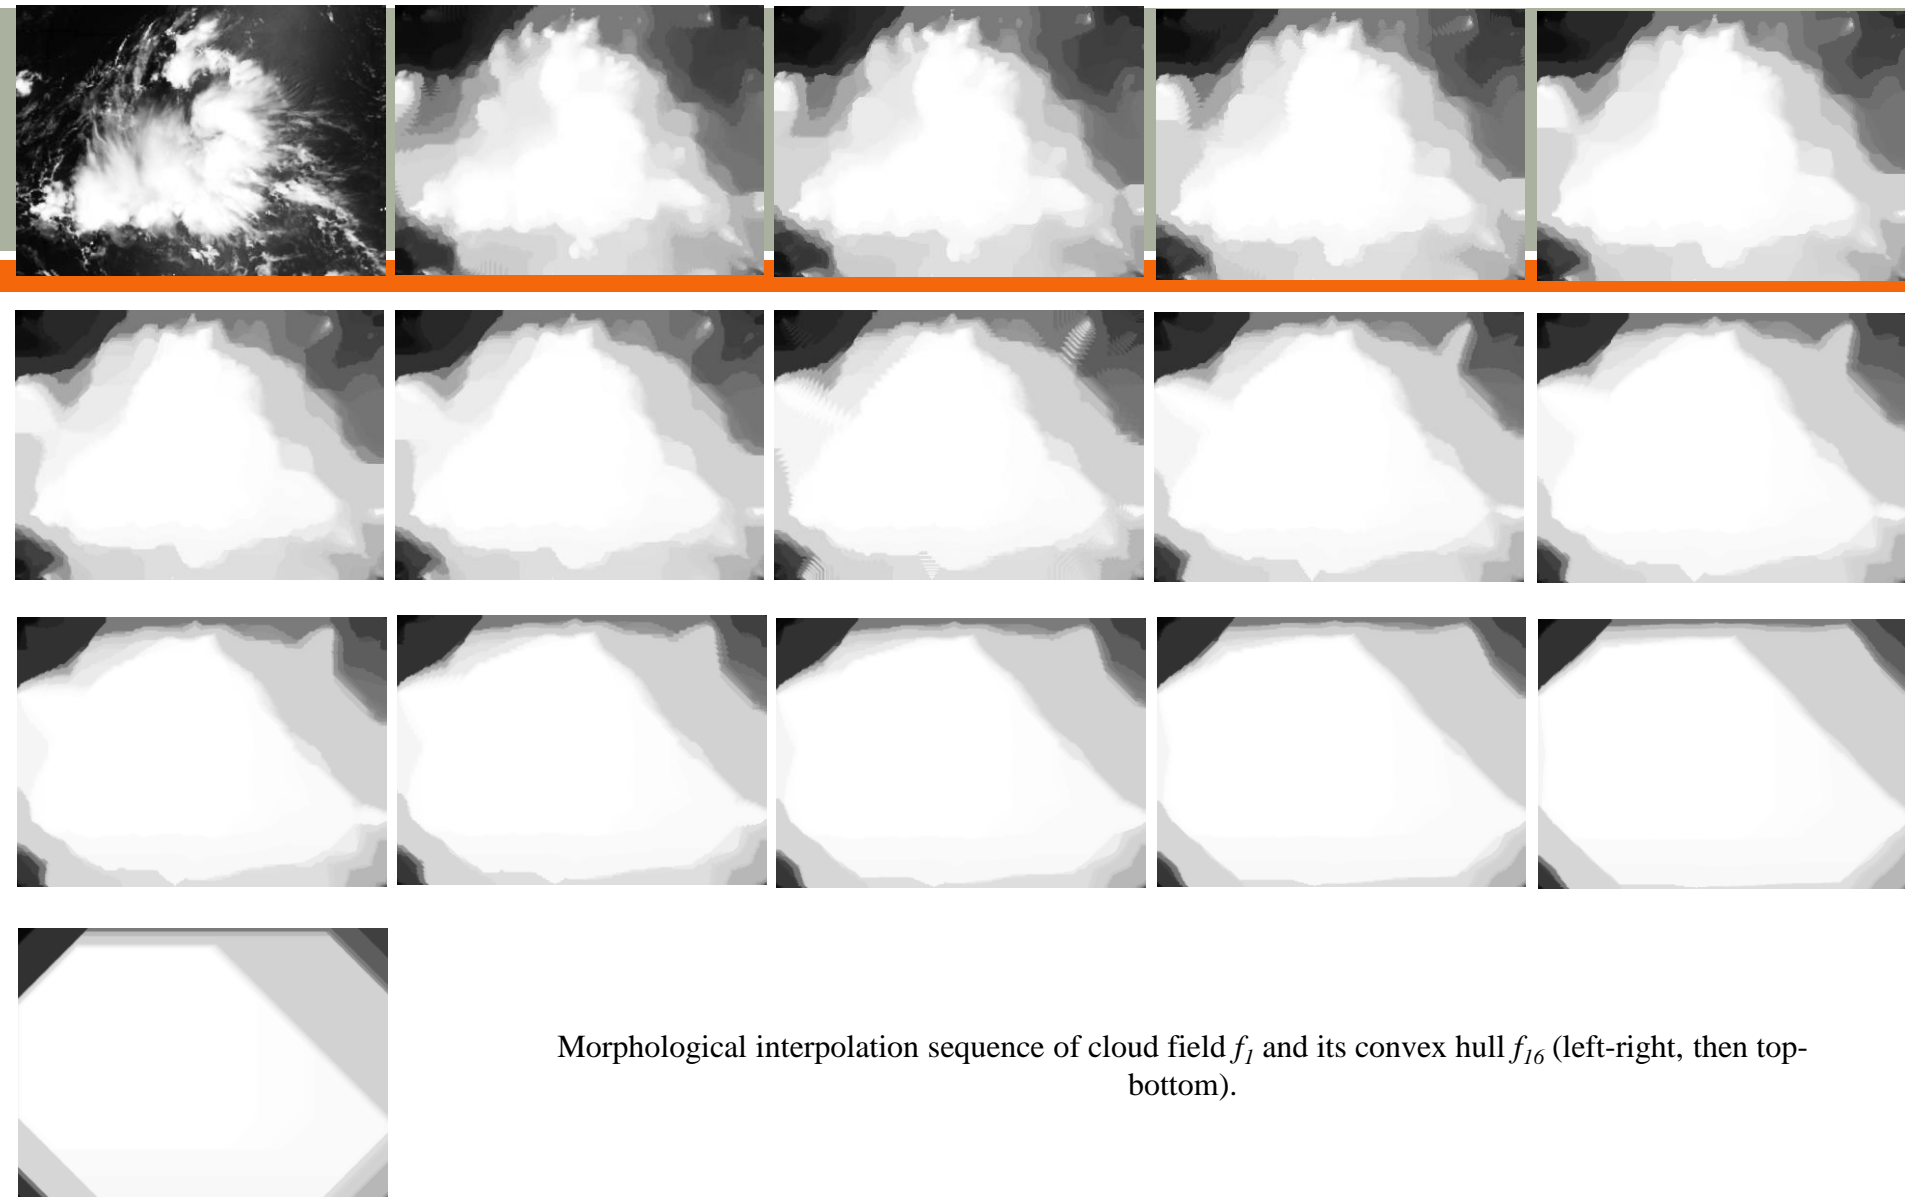 Morphological interpolation sequence of cloud field f1 and its convex hull f16 (left-right, then top-
bottom).